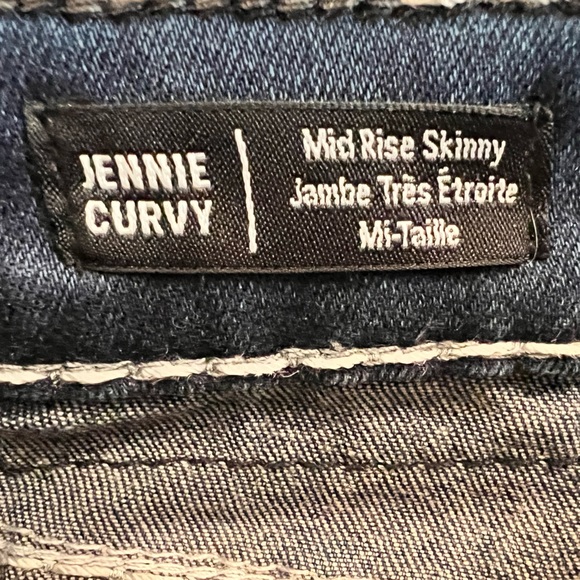 JENNIE
CURVY
Mid Rise Skinny
Jambe Très Étroite
Mi-Taille